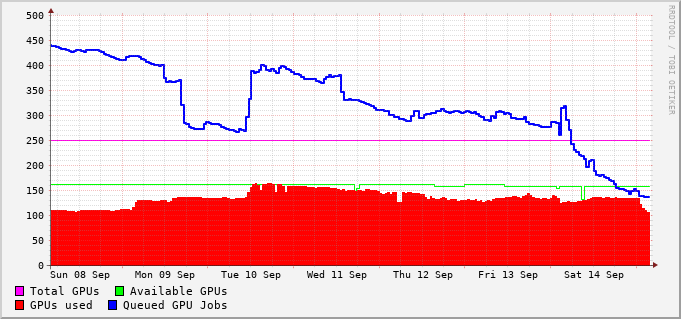 500
450
400
350
300
250
200
150
100
50
0
Sun 08 Sep Mon 09 Sep Tue 10 Sep Wed 11 Sep Thu 12 Sep Fri 13 Sep Sat 14 Sep
Total GPUs Available GPUs
GPUs used Queued GPU Jobs
RRDTOOL / TOBI OETIKER